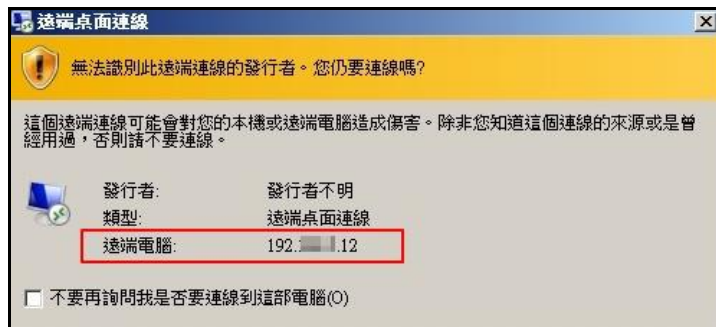 遠端桌面連線
無法識別此遠端連線的發行者。您仍要連線嗎?
這個遠端連線可能會對您的本機或遠端電腦造成傷害。除非您知道這個連線的來源或是曾
經用過,否則請不要連線。
發行者: 發行者不明
類型: 遠端桌面連線
遠端電腦: 192. .12
不要再詢問我是否要連線到這部電腦(O)